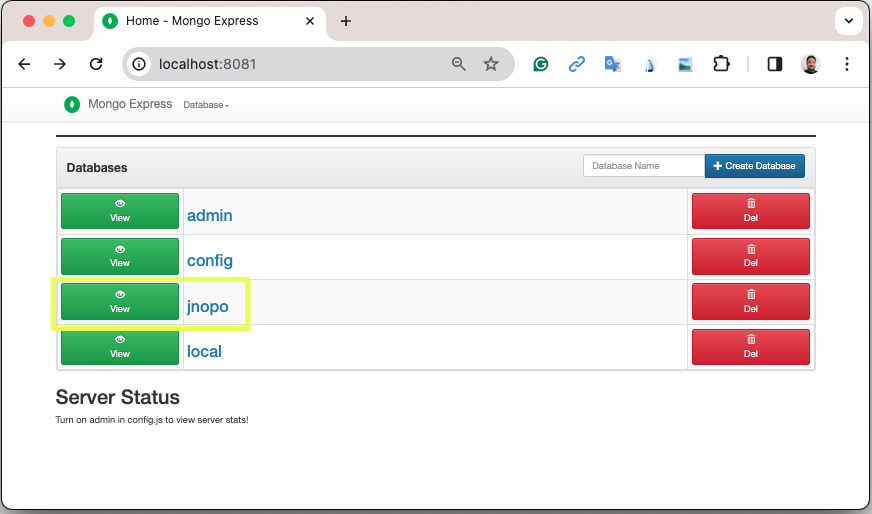 Home - Mongo Express
localhost:8081
Mongo Express Database
Databases
Database Name
Create Database
View
admin
Del
View
config
Del
View
jnopo
Del
View
local
Del
Server Status
Turn on admin in config.js to view server stats!